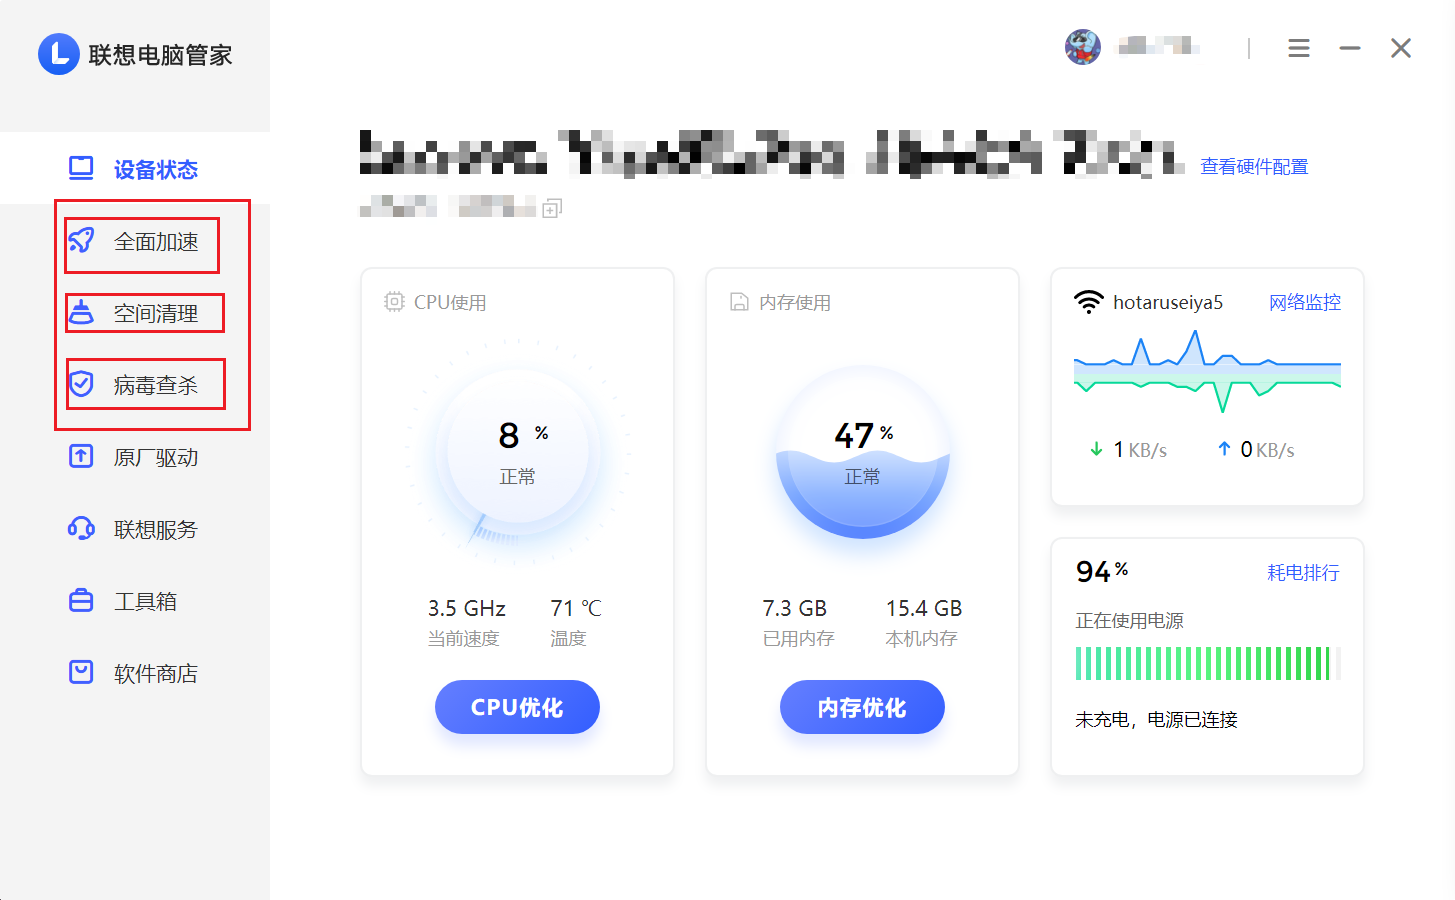 联想电脑管家
设备状态
全面加速
空间清理
病毒查杀
原厂驱动
联想服务
工具箱
软件商店
查看硬件配置
CPU使用
8 %
正常
3.5 GHz 71 ℃
当前速度 温度
CPU优化
内存使用
47 %
正常
7.3 GB 15.4 GB
已用内存 本机内存
内存优化
hotaruseiya5 网络监控
1 KB/s 0 KB/s
94 % 耗电排行
正在使用电源
未充电，电源已连接